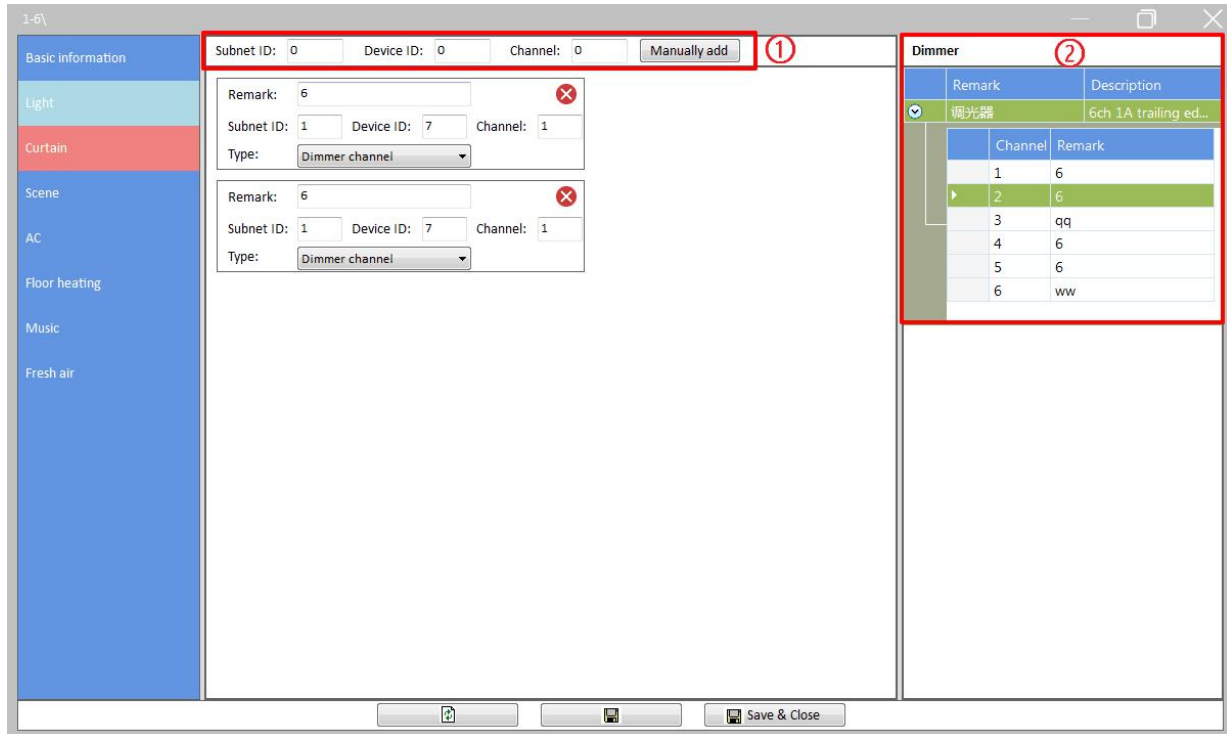 1-6\
Basic information
Light
Curtain
Scene
AC
Floor heating
Music
Fresh air
Subnet ID: 0 Device ID: 0 Channel: 0 Manually add ①
Remark: 6
Subnet ID: 1 Device ID: 7 Channel: 1
Type: Dimmer channel
Remark: 6
Subnet ID: 1 Device ID: 7 Channel: 1
Type: Dimmer channel
Dimmer ②
Remark Description
调光器 6ch 1A trailing ed...
Channel Remark
1 6
2 6
3 qq
4 6
5 6
6 ww
Save & Close